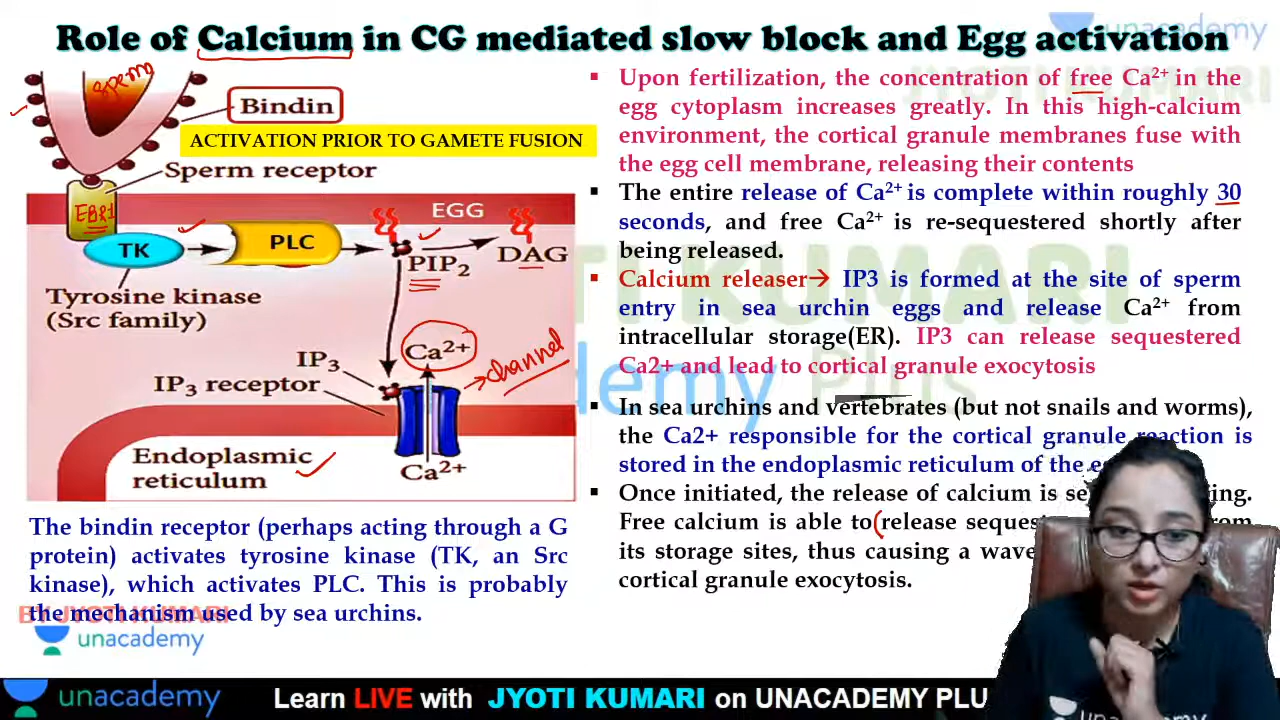 Role of Calcium in CG mediated slow block and Egg activation
unacademy
Sperm
Bindin
ACTIVATION PRIOR TO GAMETE FUSION
Sperm receptor
EBR1
EGG
TK
PLC
PIP2
DAG
Tyrosine kinase
(Src family)
IP3
IP3 receptor
Ca2+
channel
Endoplasmic
reticulum
Ca2+
The bindin receptor (perhaps acting through a G
protein) activates tyrosine kinase (TK, an Src
kinase), which activates PLC. This is probably
the mechanism used by sea urchins.
BY JYOTI KUMARI
unacademy
▪ Upon fertilization, the concentration of free Ca2+ in the
egg cytoplasm increases greatly. In this high-calcium
environment, the cortical granule membranes fuse with
the egg cell membrane, releasing their contents
▪ The entire release of Ca2+ is complete within roughly 30
seconds, and free Ca2+ is re-sequestered shortly after
being released.
▪ Calcium releaser→ IP3 is formed at the site of sperm
entry in sea urchin eggs and release Ca2+ from
intracellular storage(ER). IP3 can release sequestered
Ca2+ and lead to cortical granule exocytosis
▪ In sea urchins and vertebrates (but not snails and worms),
the Ca2+ responsible for the cortical granule reaction is
stored in the endoplasmic reticulum of the
▪ Once initiated, the release of calcium is
Free calcium is able to (release
its storage sites, thus causing a wave
cortical granule exocytosis.
JYOTI KUMARI
unacademy Plus
unacademy
Learn LIVE with JYOTI KUMARI on UNACADEMY PLU